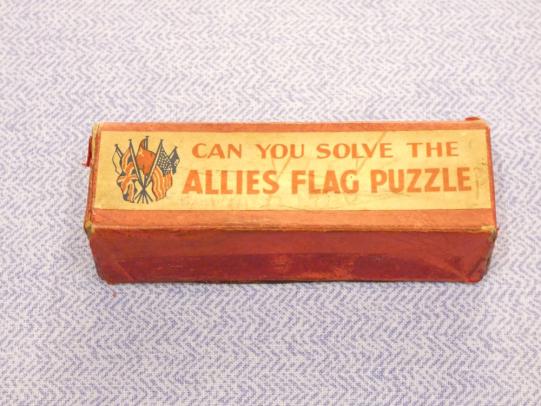 CAN YOU SOLVE THE
ALLIES FLAG PUZZLE